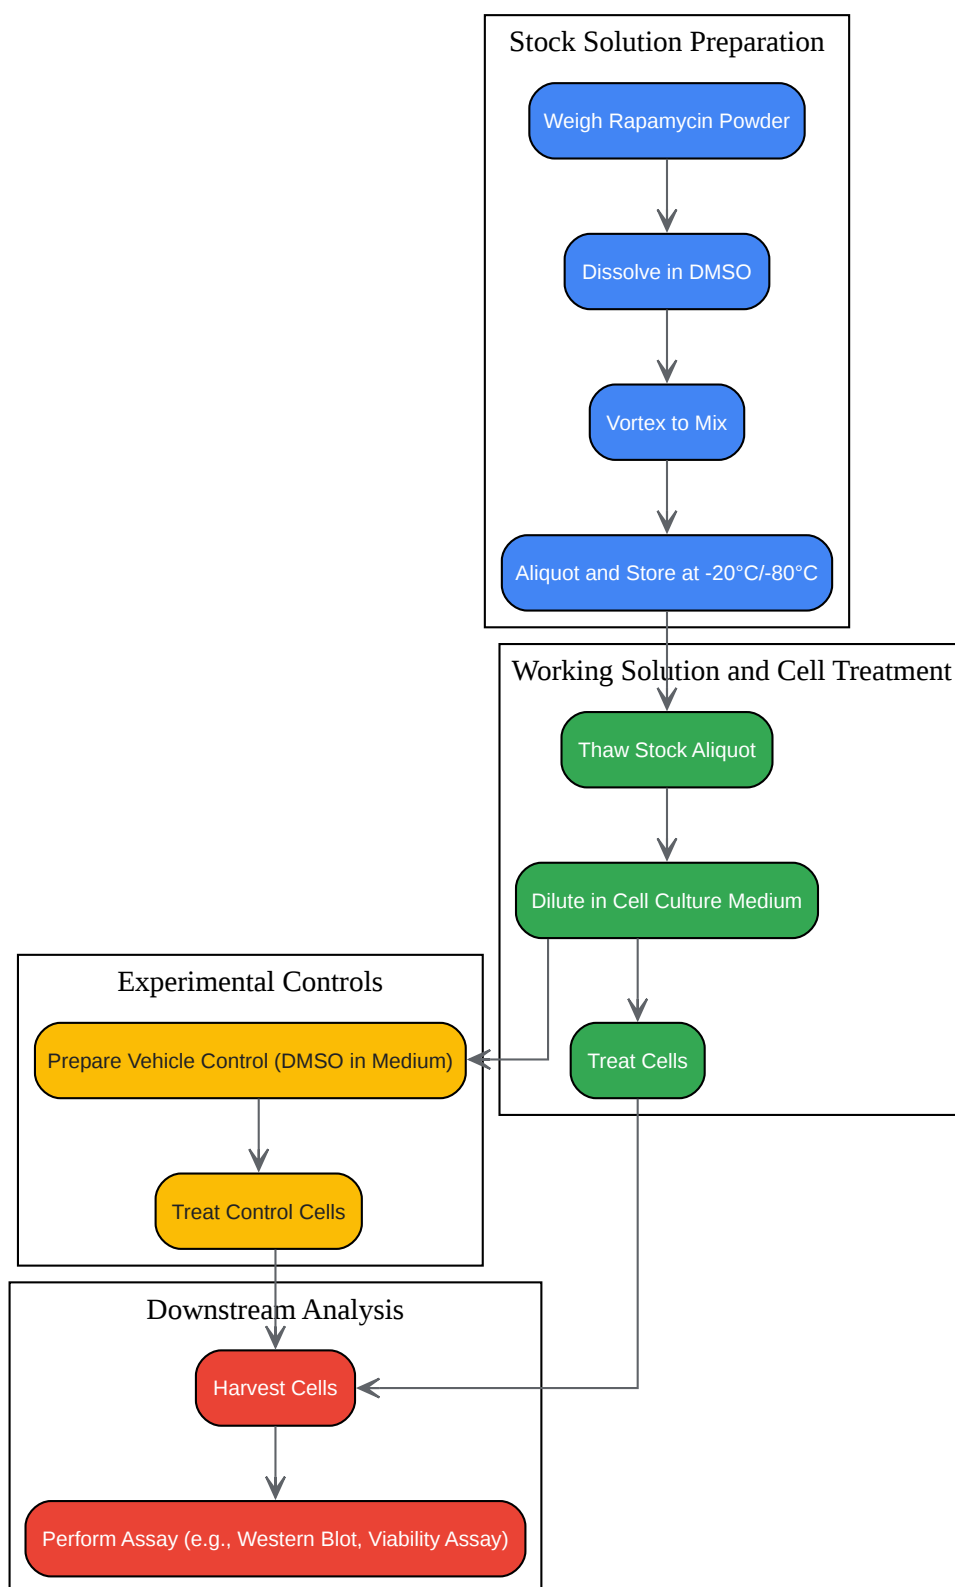 Stock Solution Preparation
Weigh Rapamycin Powder
Dissolve in DMSO
Vortex to Mix
Aliquot and Store at -20°C/-80°C
Working Solution and Cell Treatment
Thaw Stock Aliquot
Dilute in Cell Culture Medium
Treat Cells
Experimental Controls
Prepare Vehicle Control (DMSO in Medium)
Treat Control Cells
Downstream Analysis
Harvest Cells
Perform Assay (e.g., Western Blot, Viability Assay)